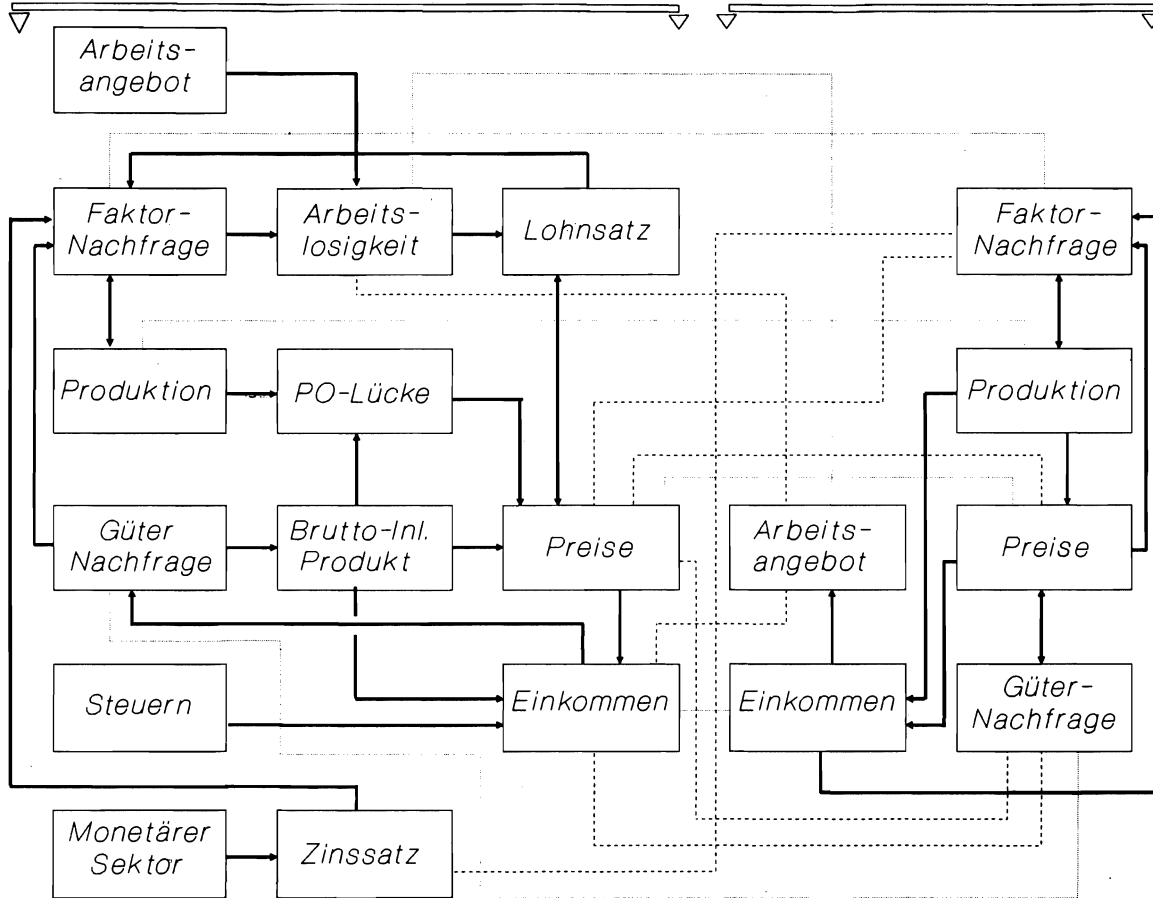 Arbeits-
angebot
Faktor-
Nachfrage
Arbeits-
losigkeit
Lohnsatz
Faktor-
Nachfrage
Produktion
PO-Lücke
Produktion
Güter
Nachfrage
Brutto-Inl.
Produkt
Preise
Arbeits-
angebot
Preise
Steuern
Einkommen
Einkommen
Güter-
Nachfrage
Monetärer
Sektor
Zinssatz